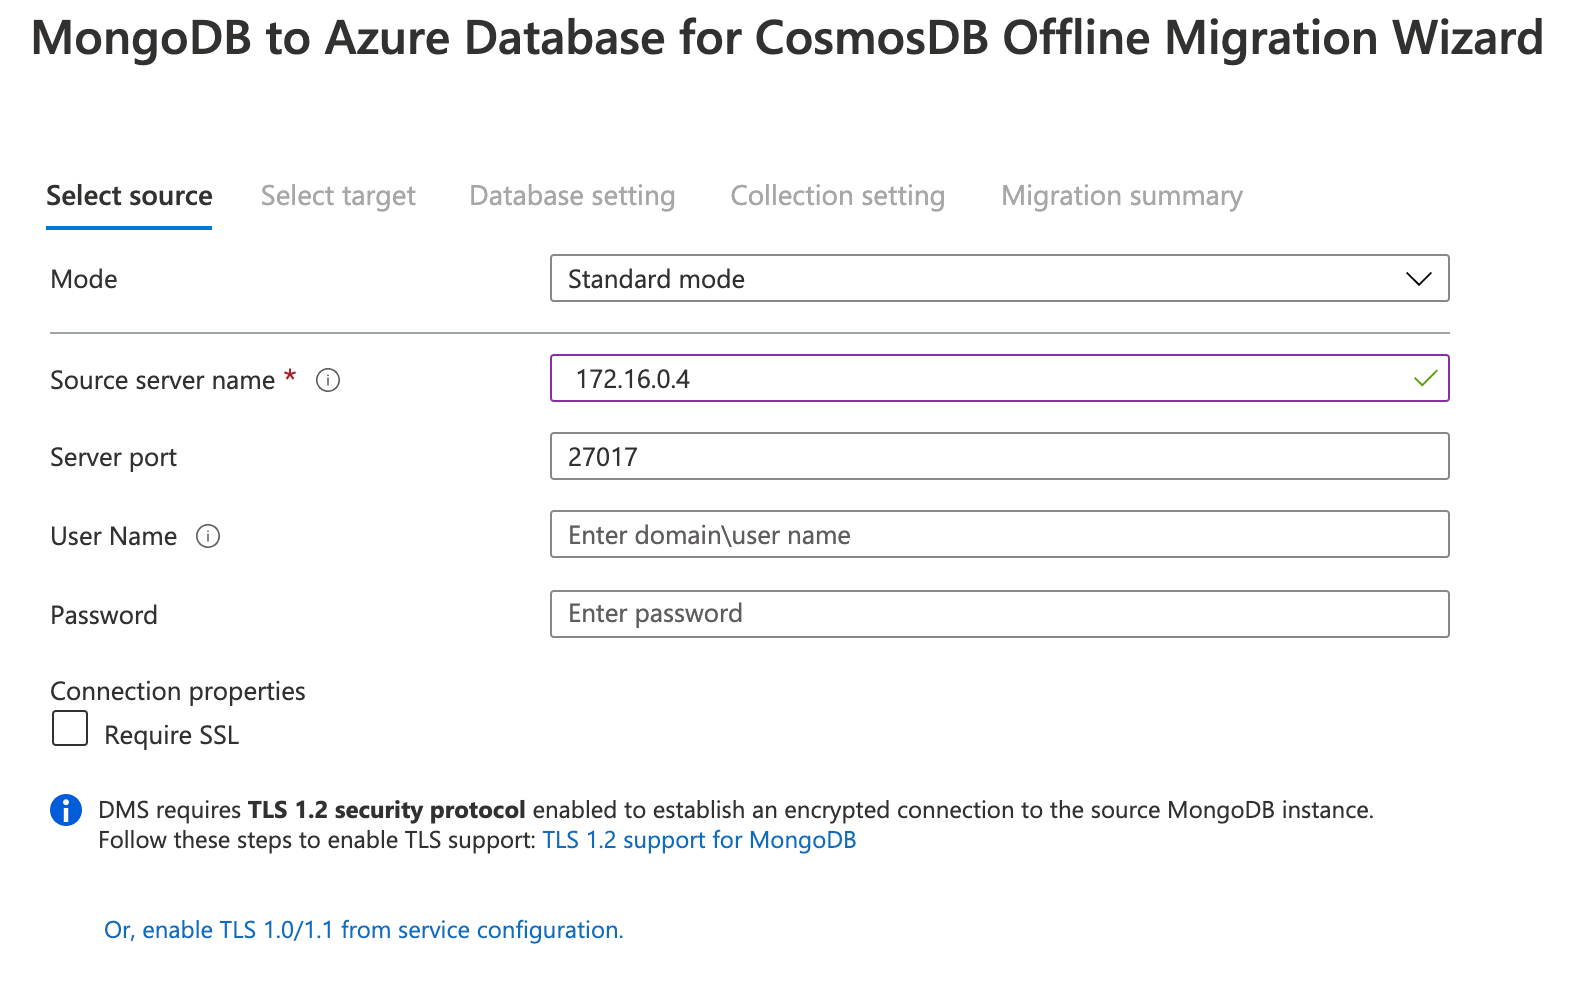 MongoDB to Azure Database for CosmosDB Offline Migration Wizard
Select source Select target Database setting Collection setting Migration summary
Mode Standard mode
Source server name * 172.16.0.4
Server port 27017
User Name Enter domain\user name
Password Enter password
Connection properties
Require SSL
DMS requires TLS 1.2 security protocol enabled to establish an encrypted connection to the source MongoDB instance.
Follow these steps to enable TLS support: TLS 1.2 support for MongoDB
Or, enable TLS 1.0/1.1 from service configuration.